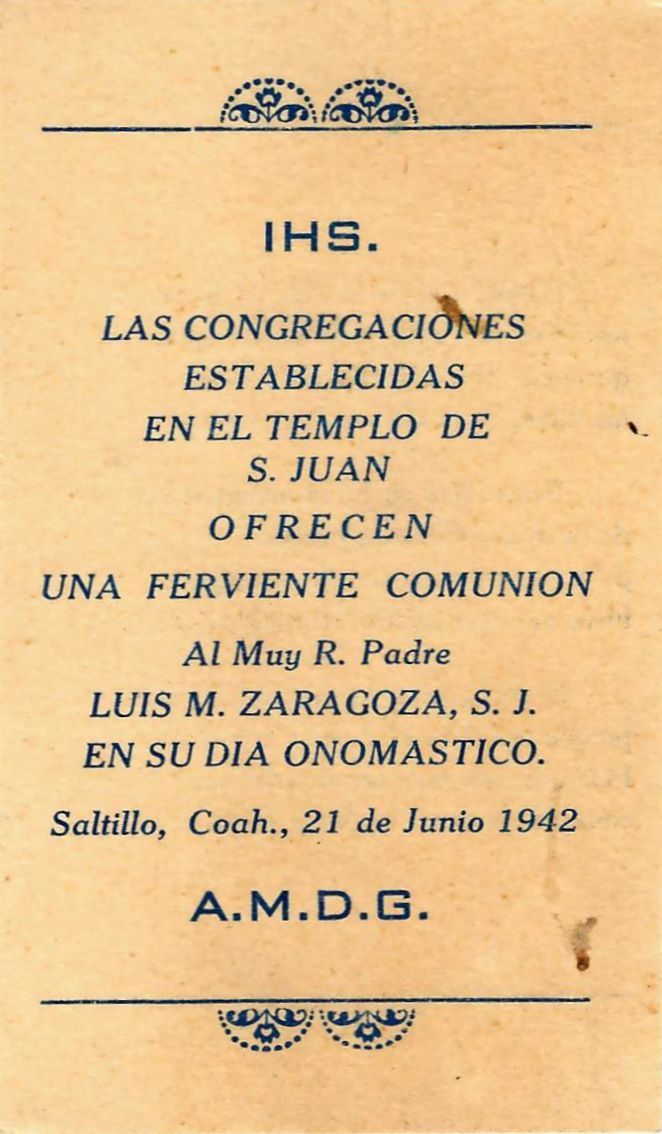 IHS.
LAS CONGREGACIONES
ESTABLECIDAS
EN EL TEMPLO DE
S. JUAN
OFRECEN
UNA FERVIENTE COMUNION
Al Muy R. Padre
LUIS M. ZARAGOZA, S. J.
EN SU DIA ONOMASTICO.
Saltillo, Coah., 21 de Junio 1942
A.M.D.G.